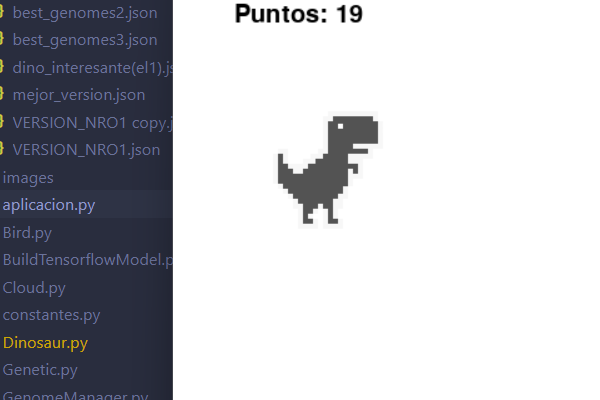 best_genomes2.json
best_genomes3.json
dino_interesante(el1).js
mejor_version.json
VERSION_NRO1 copy.j
VERSION_NRO1.json
images
aplicacion.py
Bird.py
BuildTensorflowModel.p
Cloud.py
constantes.py
Dinosaur.py
Genetic.py
GenomeManager.py
Puntos: 19